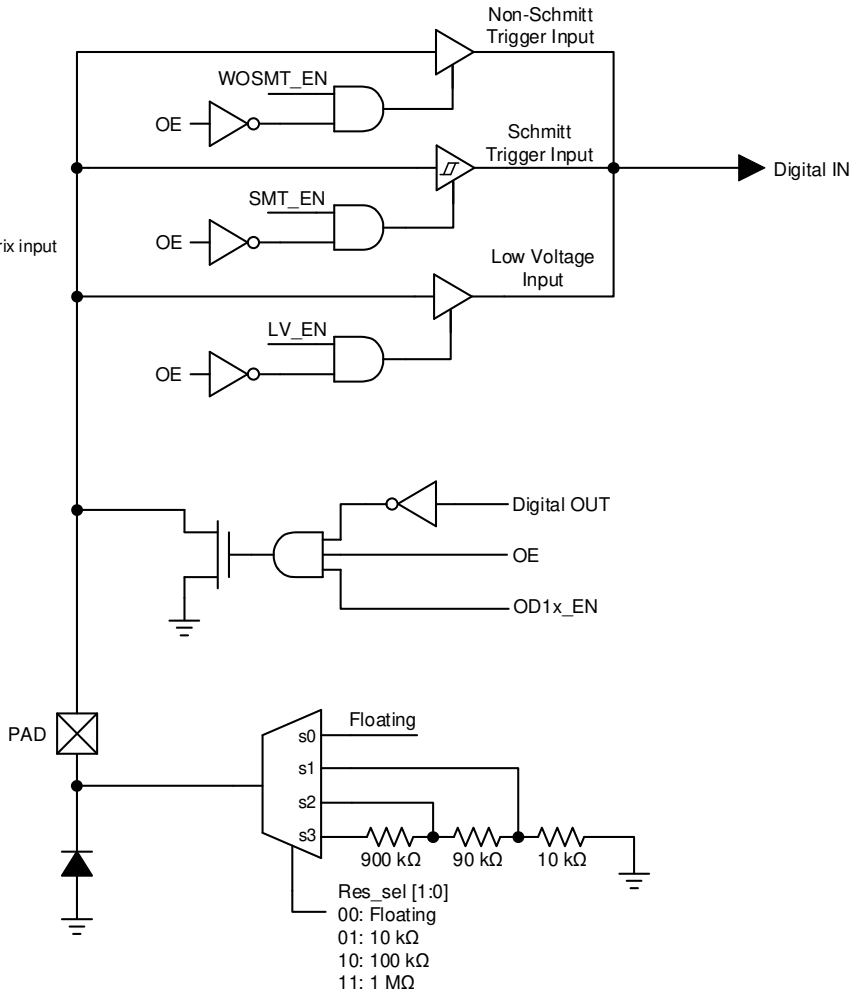 Non-Schmitt
Trigger Input
WOSMT_EN
OE
Schmitt
Trigger Input
Digital IN
SMT_EN
OE
rix input
Low Voltage
Input
LV_EN
OE
Digital OUT
OE
OD1x_EN
PAD
Floating
s0
s1
s2
s3
900 kΩ
90 kΩ
10 kΩ
Res_sel [1:0]
00: Floating
01: 10 kΩ
10: 100 kΩ
11: 1 MΩ